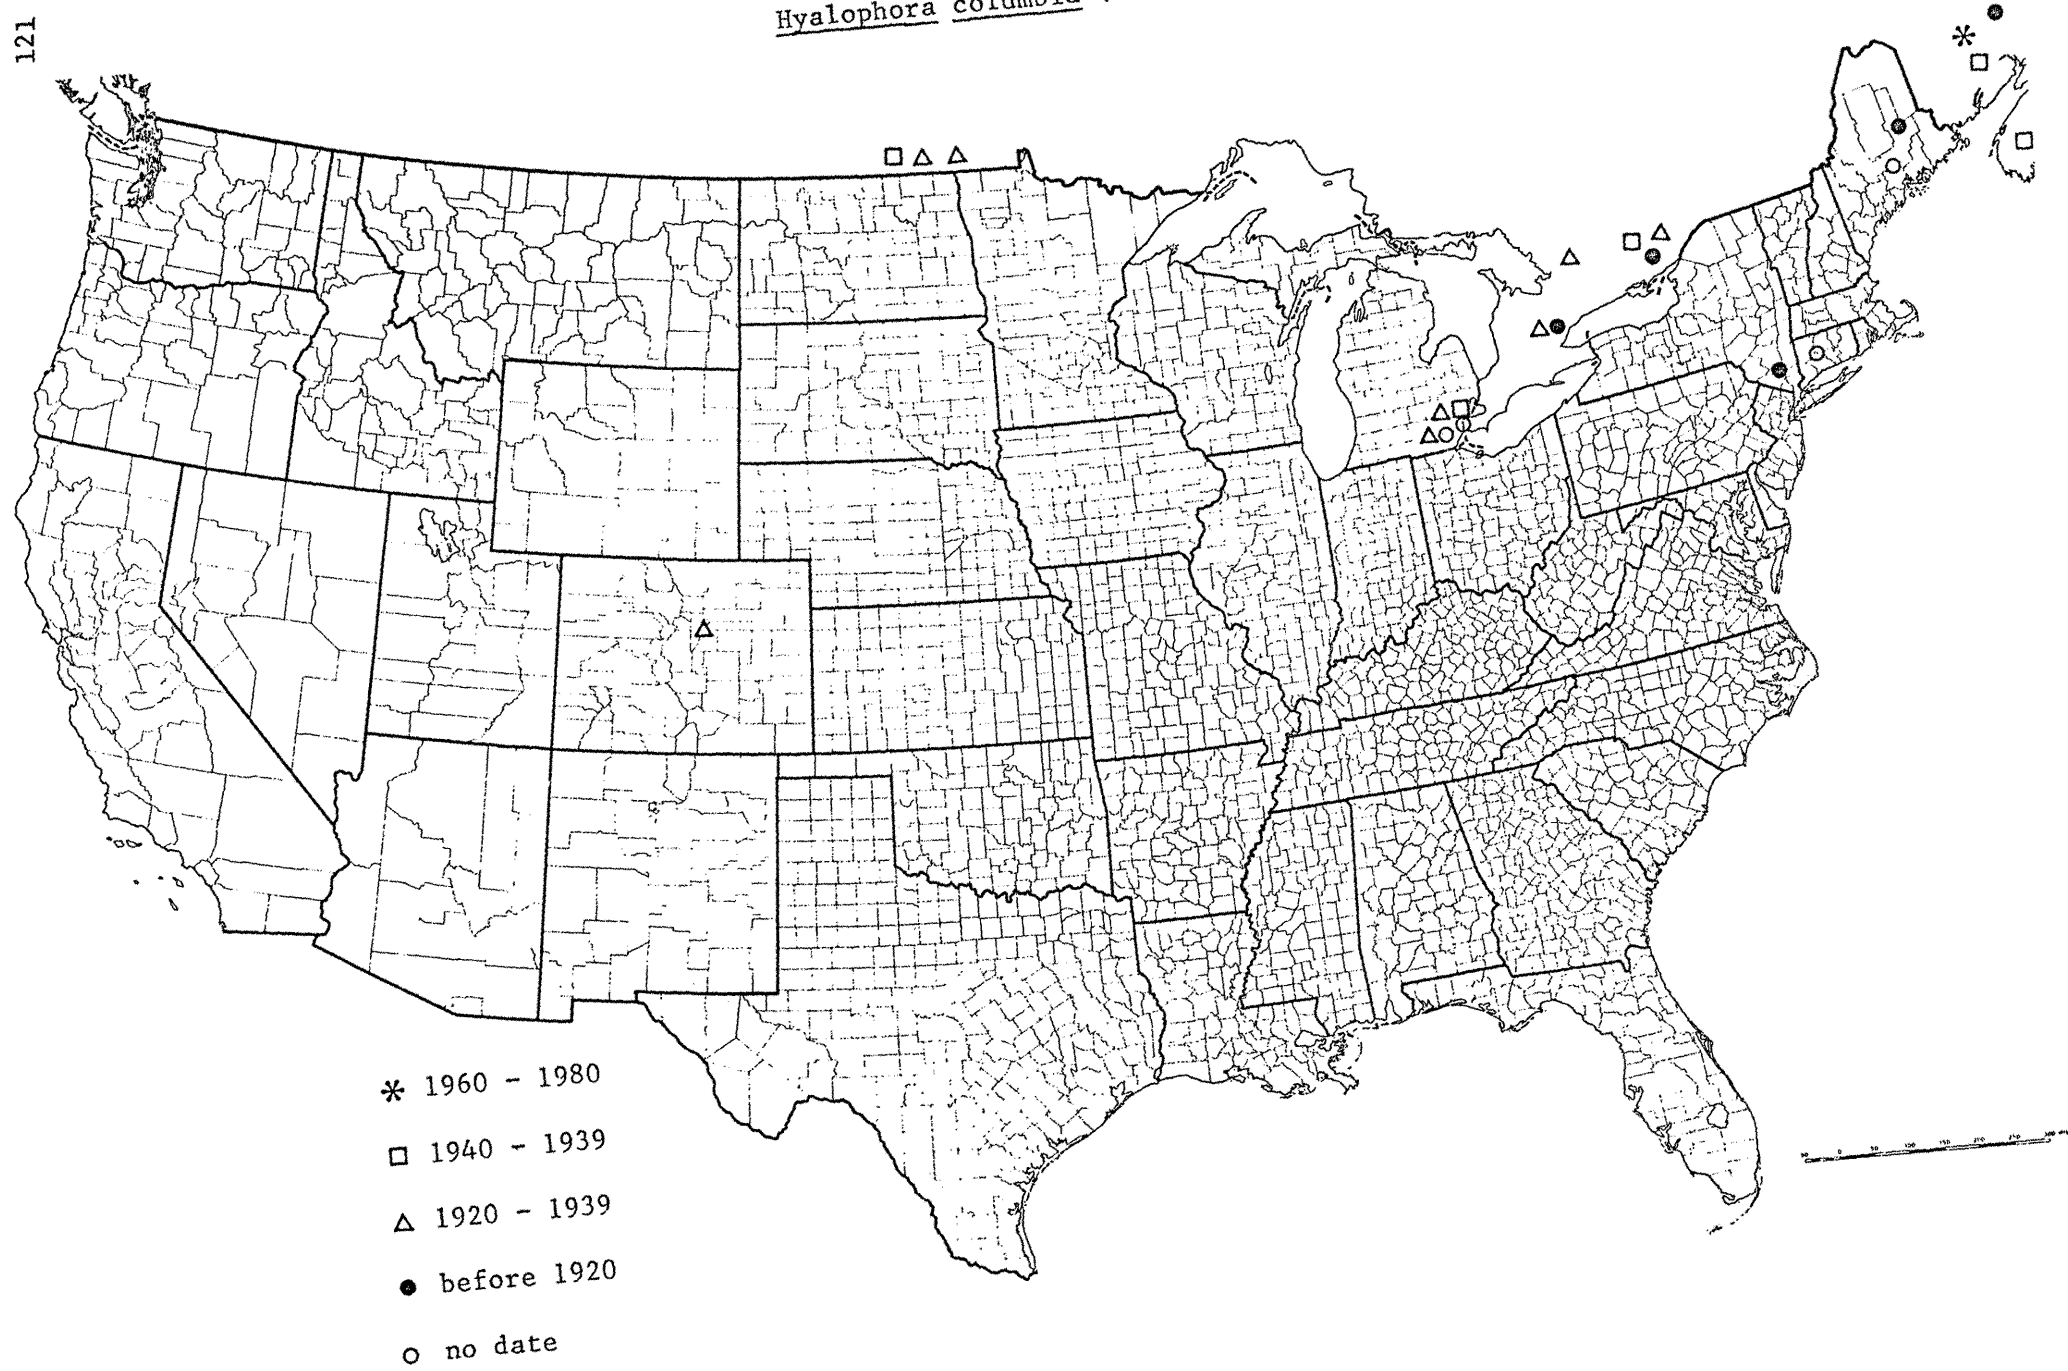 121
Hyalophora columbia
* 1960 - 1980
□ 1940 - 1939
△ 1920 - 1939
● before 1920
○ no date